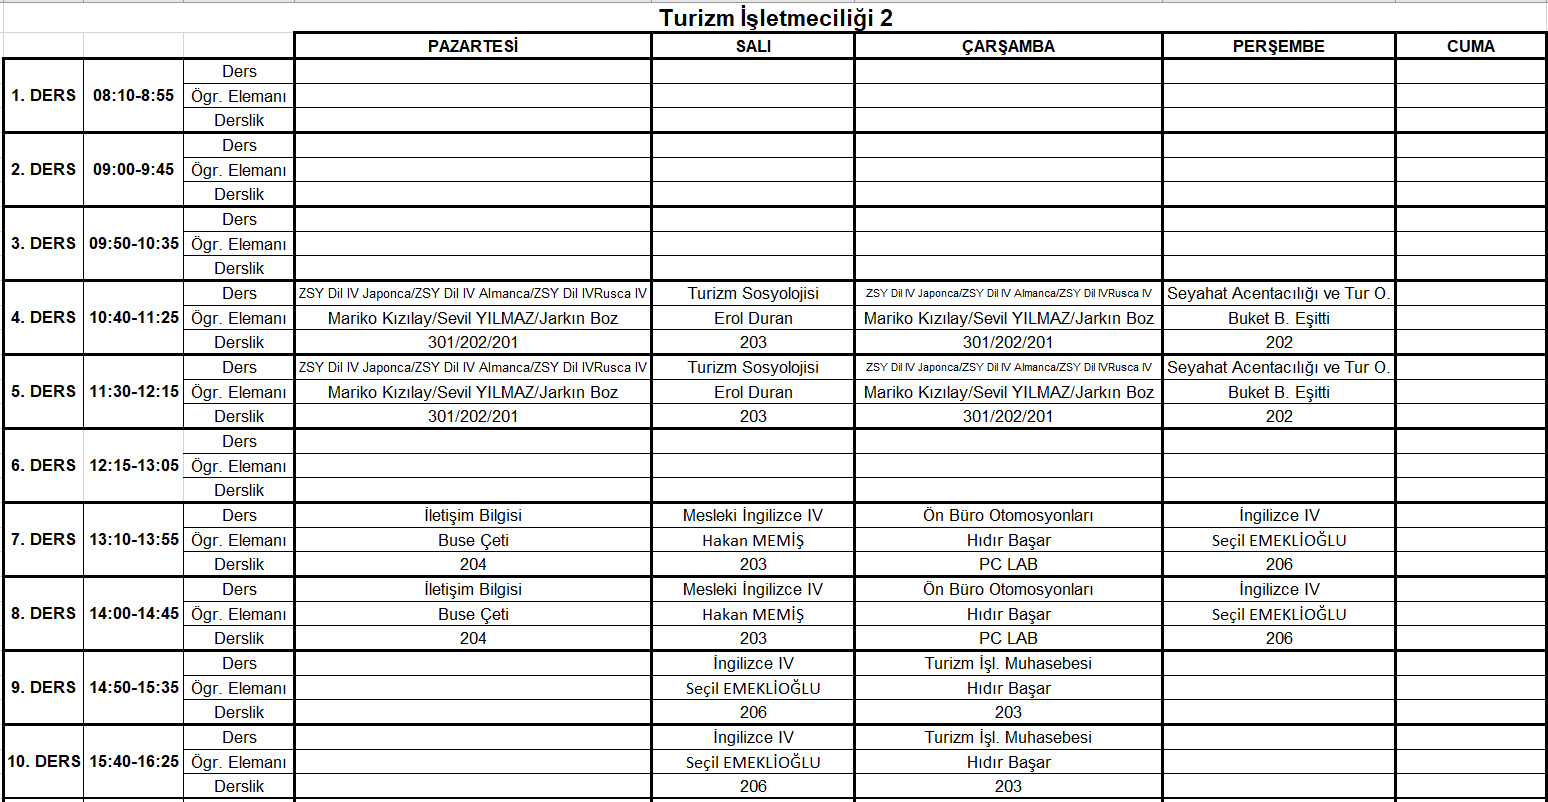 Turizm İşletmeciliği 2
PAZARTESİ SALI ÇARŞAMBA PERŞEMBE CUMA
1. DERS 08:10-8:55
Ders
Ögr. Elemanı
Derslik
2. DERS 09:00-9:45
Ders
Ögr. Elemanı
Derslik
3. DERS 09:50-10:35
Ders
Ögr. Elemanı
Derslik
4. DERS 10:40-11:25
Ders ZSY Dil IV Japonca/ZSY Dil IV Almanca/ZSY Dil IVRusca IV Turizm Sosyolojisi ZSY Dil IV Japonca/ZSY Dil IV Almanca/ZSY Dil IVRusca IV Seyahat Acentacılığı ve Tur O.
Ögr. Elemanı Mariko Kızılay/Sevil YILMAZ/Jarkın Boz Erol Duran Mariko Kızılay/Sevil YILMAZ/Jarkın Boz Buket B. Eşitti
Derslik 301/202/201 203 301/202/201 202
5. DERS 11:30-12:15
Ders ZSY Dil IV Japonca/ZSY Dil IV Almanca/ZSY Dil IVRusca IV Turizm Sosyolojisi ZSY Dil IV Japonca/ZSY Dil IV Almanca/ZSY Dil IVRusca IV Seyahat Acentacılığı ve Tur O.
Ögr. Elemanı Mariko Kızılay/Sevil YILMAZ/Jarkın Boz Erol Duran Mariko Kızılay/Sevil YILMAZ/Jarkın Boz Buket B. Eşitti
Derslik 301/202/201 203 301/202/201 202
6. DERS 12:15-13:05
Ders
Ögr. Elemanı
Derslik
7. DERS 13:10-13:55
Ders İletişim Bilgisi Mesleki İngilizce IV Ön Büro Otomosyonları İngilizce IV
Ögr. Elemanı Buse Çeti Hakan MEMİŞ Hıdır Başar Seçil EMEKLİOĞLU
Derslik 204 203 PC LAB 206
8. DERS 14:00-14:45
Ders İletişim Bilgisi Mesleki İngilizce IV Ön Büro Otomosyonları İngilizce IV
Ögr. Elemanı Buse Çeti Hakan MEMİŞ Hıdır Başar Seçil EMEKLİOĞLU
Derslik 204 203 PC LAB 206
9. DERS 14:50-15:35
Ders İngilizce IV Turizm İşl. Muhasebesi
Ögr. Elemanı Seçil EMEKLİOĞLU Hıdır Başar
Derslik 206 203
10. DERS 15:40-16:25
Ders İngilizce IV Turizm İşl. Muhasebesi
Ögr. Elemanı Seçil EMEKLİOĞLU Hıdır Başar
Derslik 206 203